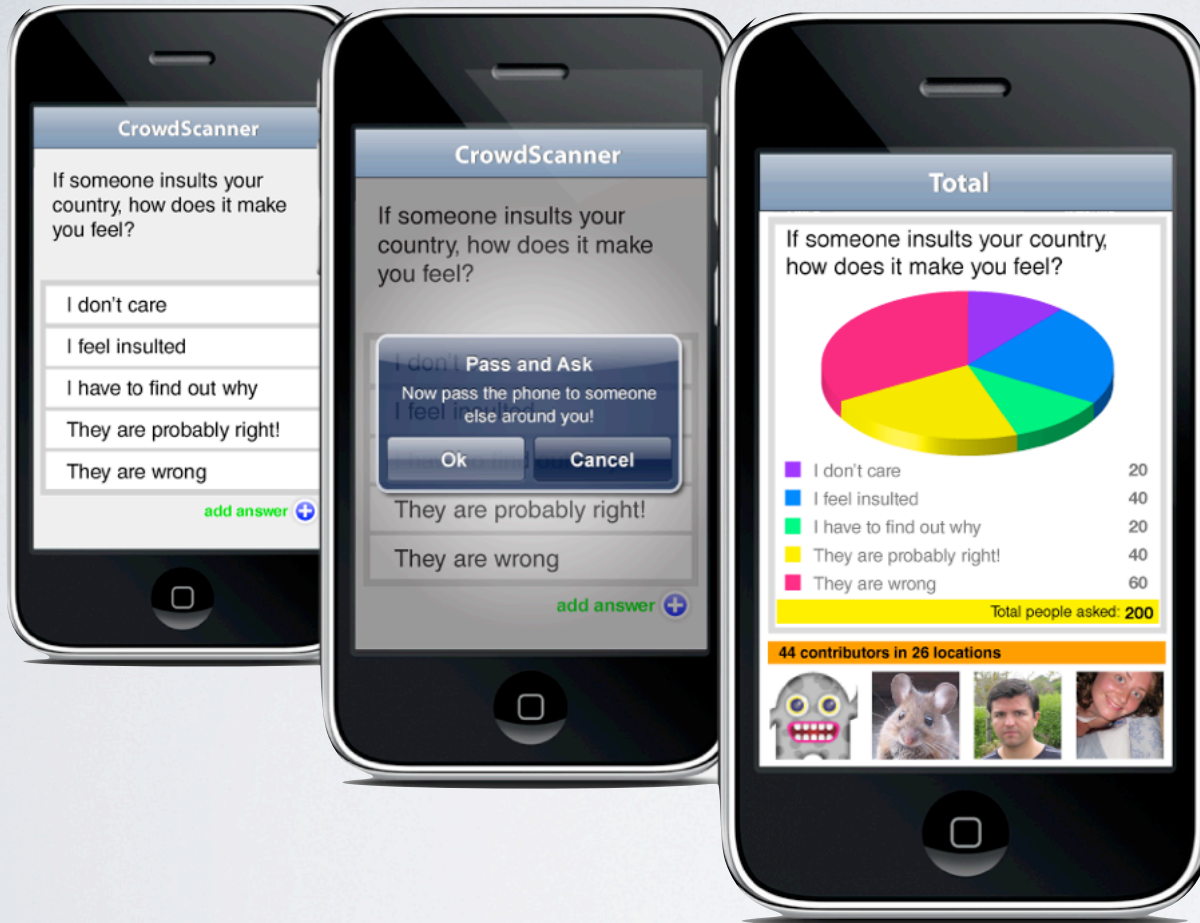 CrowdScanner
If someone insults your
country, how does it make
you feel?
I don't care
I feel insulted
I have to find out why
They are probably right!
They are wrong
add answer
CrowdScanner
If someone insults your
country, how does it make
you feel?
Pass and Ask
Now pass the phone to someone
else around you!
Ok Cancel
They are probably right!
They are wrong
add answer
Total
If someone insults your country,
how does it make you feel?
I don't care 20
I feel insulted 40
I have to find out why 20
They are probably right! 40
They are wrong 60
Total people asked: 200
44 contributors in 26 locations